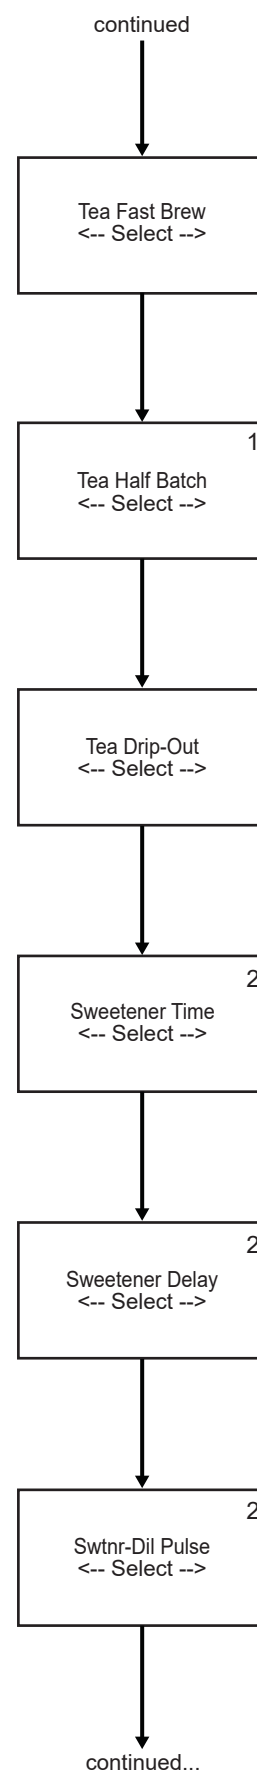 continued
Tea Fast Brew
<-- Select -->
1
Tea Half Batch
<-- Select -->
Tea Drip-Out
<-- Select -->
2
Sweetener Time
<-- Select -->
2
Sweetener Delay
<-- Select -->
2
Swtnr-Dil Pulse
<-- Select -->
continued...